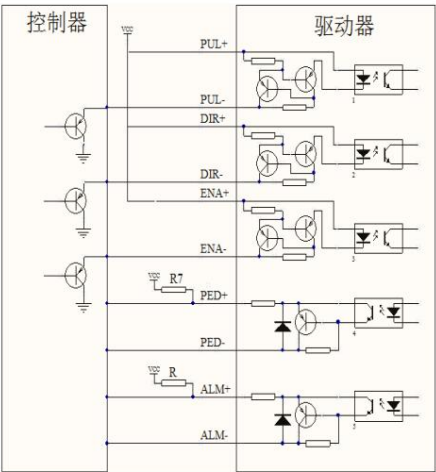 控制器
驱动器
VCC
PUL+
1
PUL-
DIR+
2
DIR-
ENA+
3
ENA-
VCC R7
PED+
4
PED-
VCC R
ALM+
5
ALM-